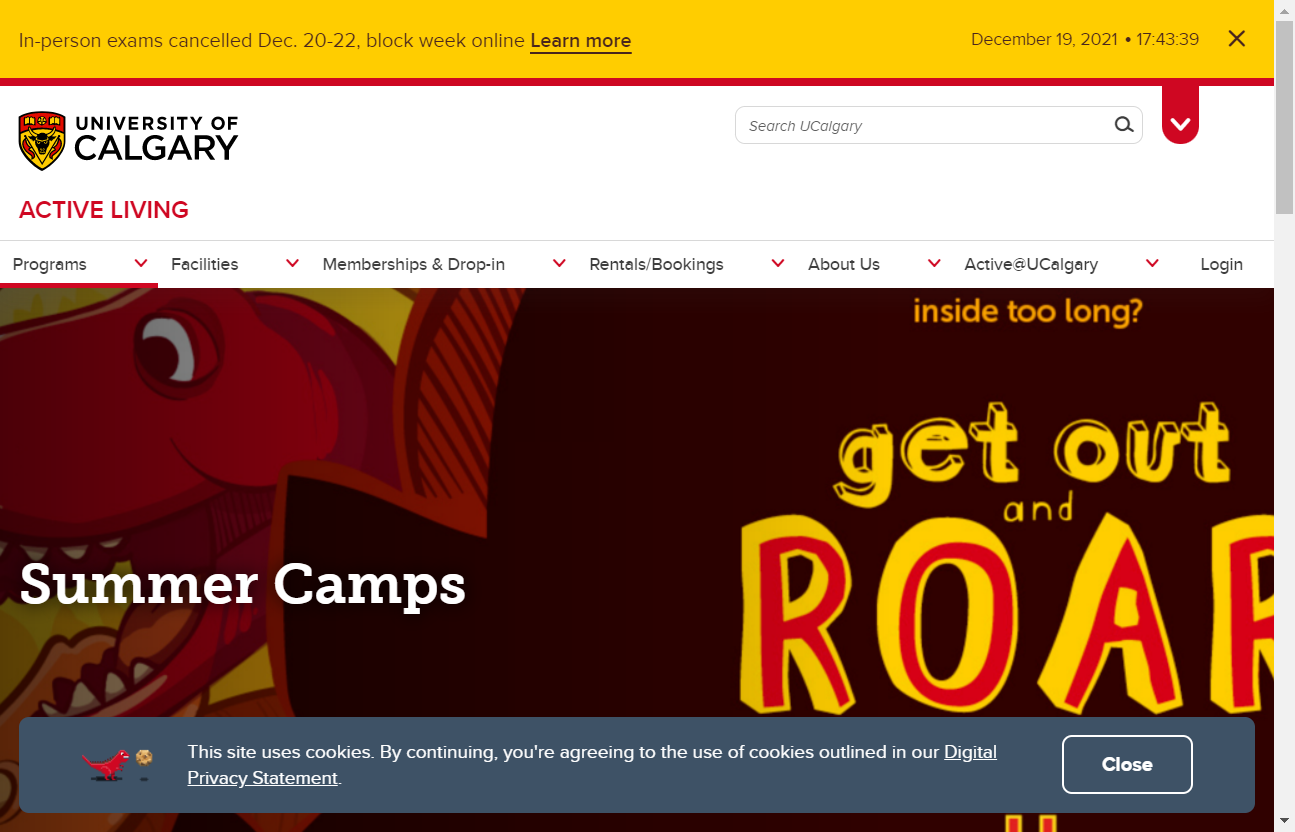 In-person exams cancelled Dec. 20-22, block week online Learn more
December 19, 2021 • 17:43:39
UNIVERSITY OF
CALGARY
Search UCalgary
ACTIVE LIVING
Programs
Facilities
Memberships & Drop-in
Rentals/Bookings
About Us
Active@UCalgary
Login
inside too long?
get out
and
ROAR
Summer Camps
This site uses cookies. By continuing, you're agreeing to the use of cookies outlined in our Digital
Privacy Statement.
Close